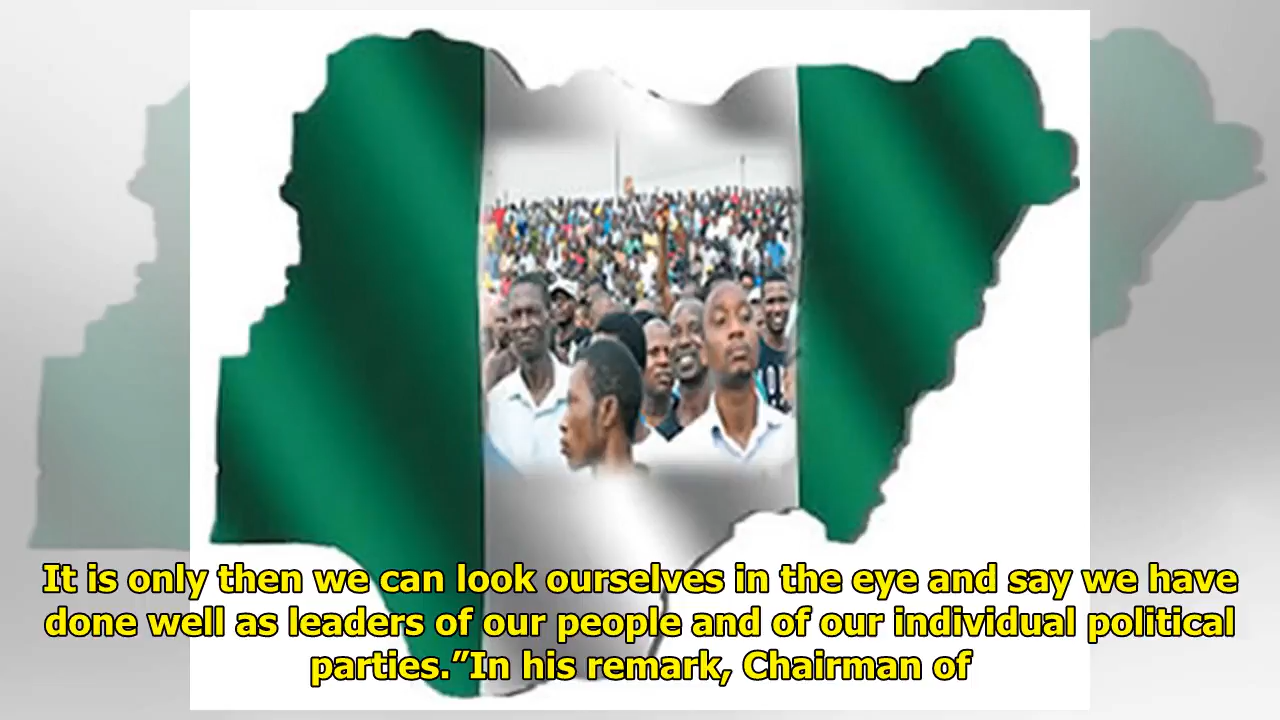 It is only then we can look ourselves in the eye and say we have
done well as leaders of our people and of our individual political
parties.”In his remark, Chairman of